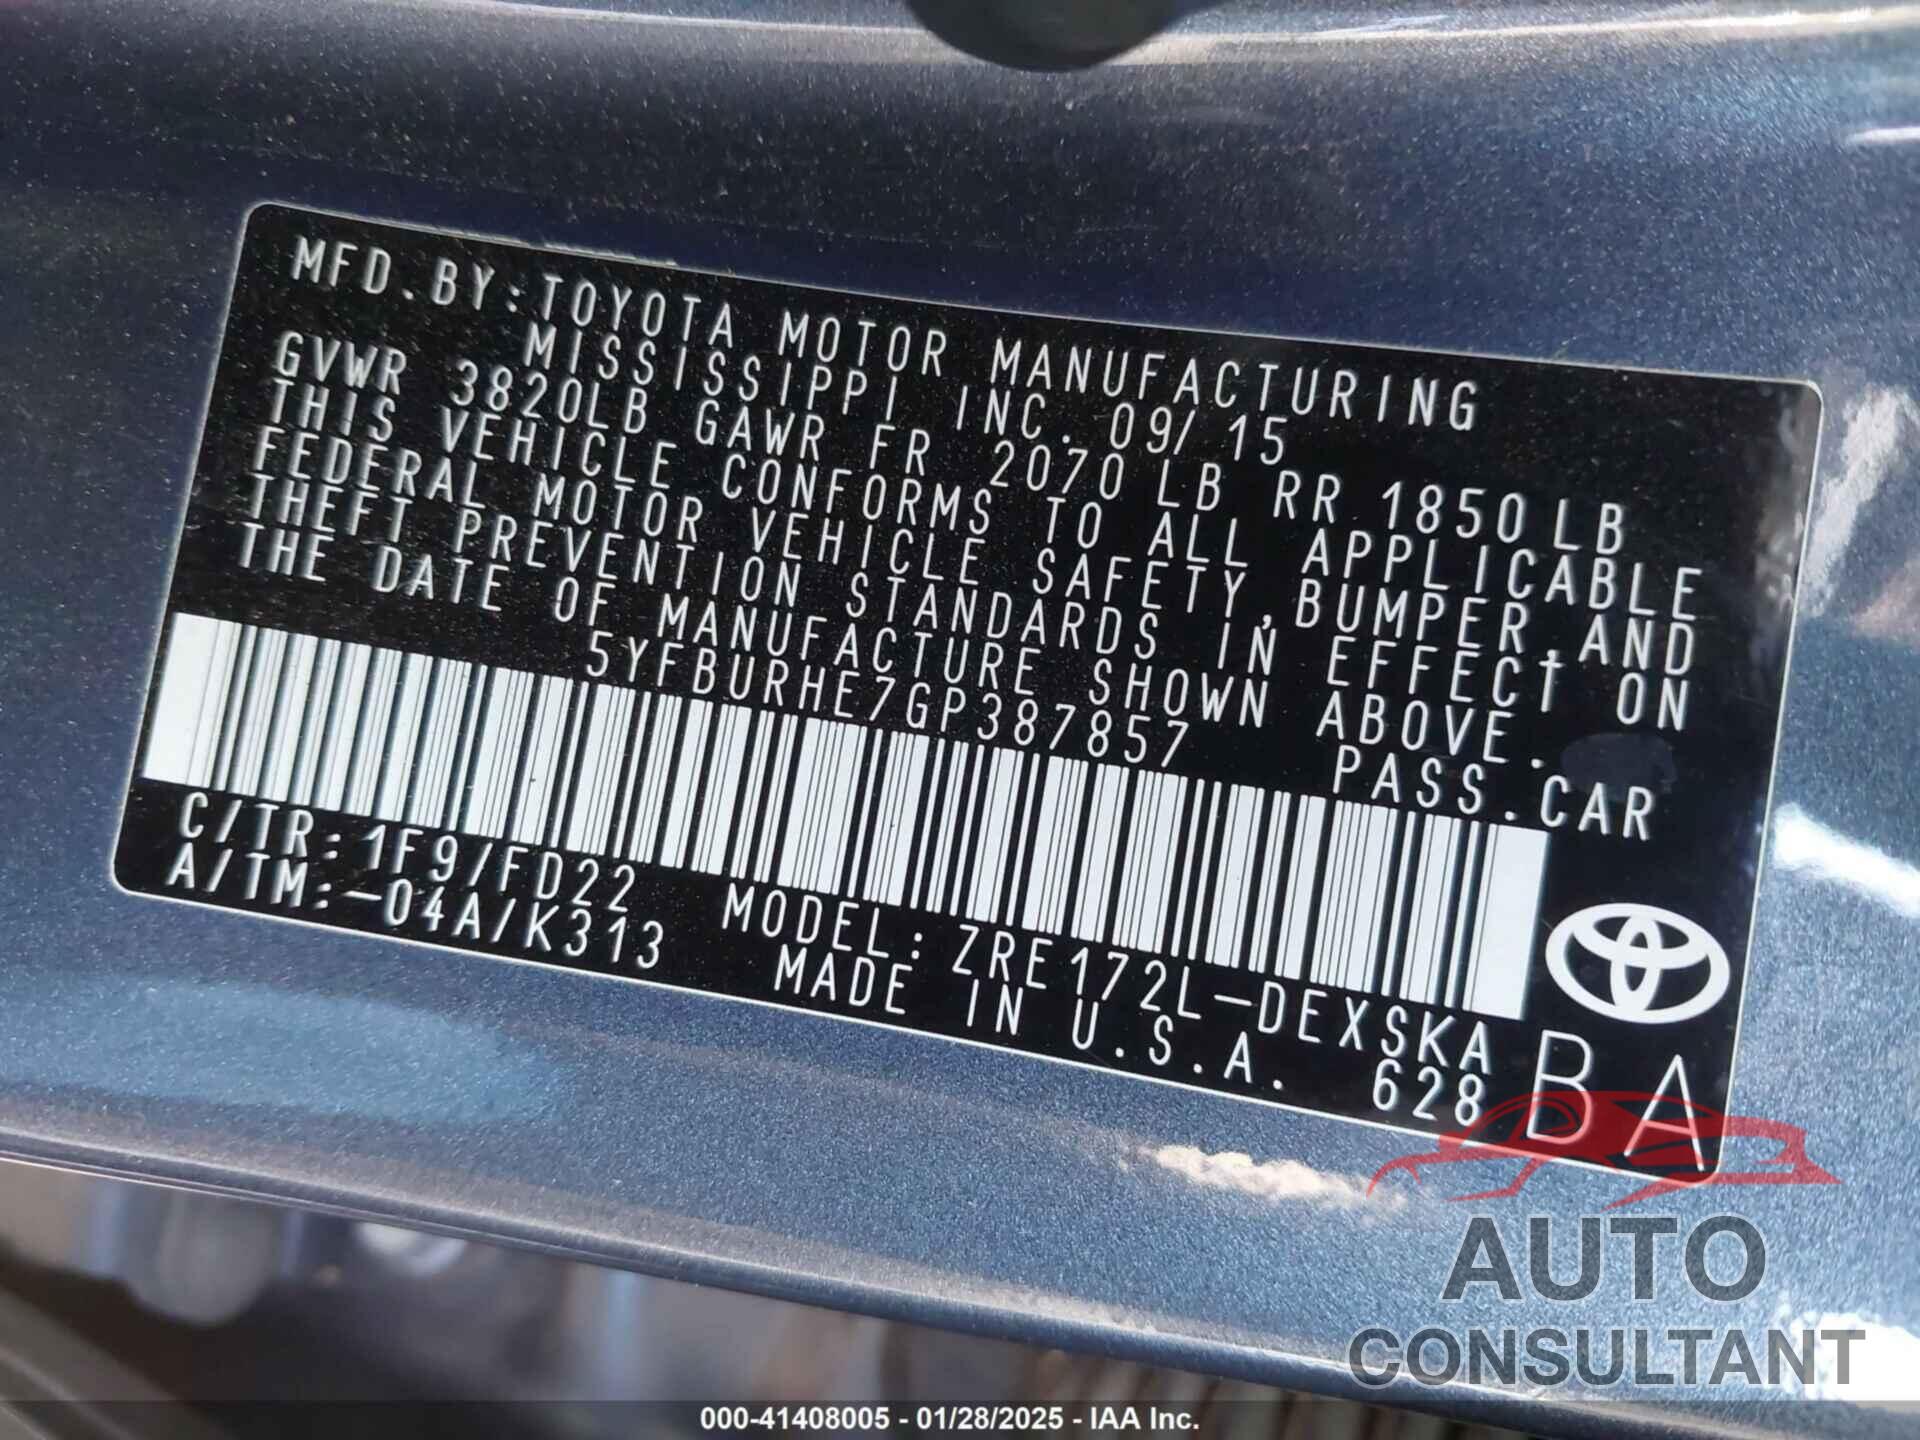 MFD.BY:TOYOTA MOTOR MANUFACTURING
MISSISSIPPI INC. 09/15
GVWR 3820LB GAWR FR 2070LB RR 1850LB
THIS VEHICLE CONFORMS TO ALL APPLICABLE
FEDERAL MOTOR VEHICLE SAFETY,BUMPER,AND
THEFT PREVENTION STANDARDS IN EFFECT ON
THE DATE OF MANUFACTURE SHOWN ABOVE.
5YFBURHE7GP387857 PASS.CAR
C/TR:1F9/FD22 MODEL:ZRE172L-DEXSKA
A/TM:-04A/K313 MADE IN U.S.A. 628
BA
AUTO
CONSULTANT
000-41408005 - 01/28/2025 - IAA Inc.